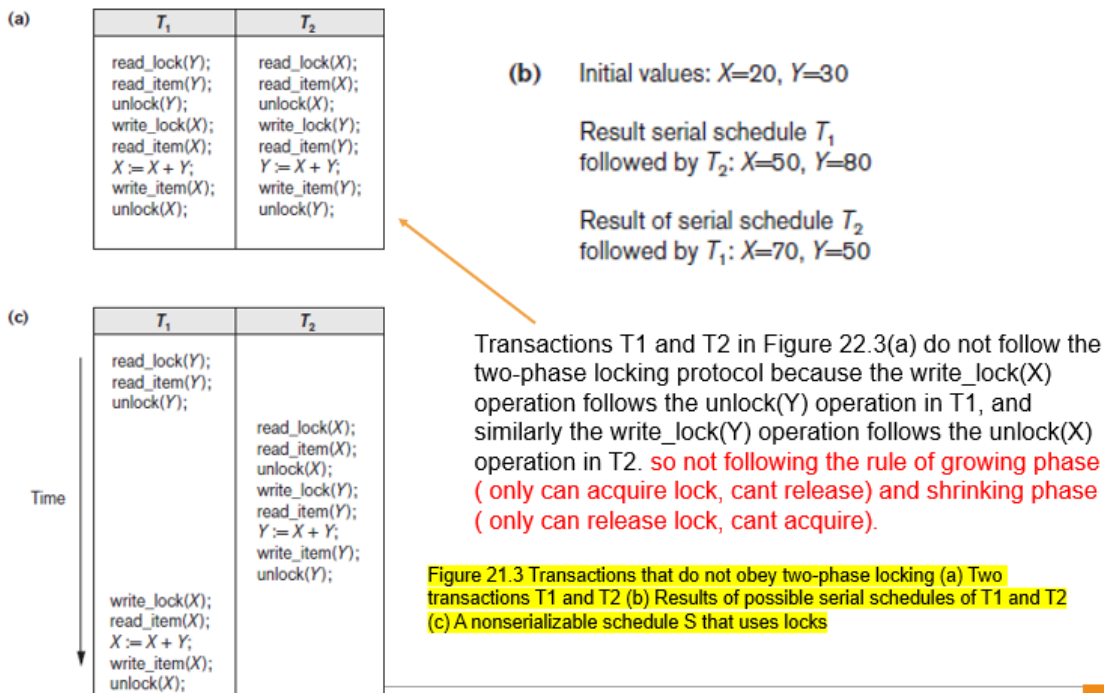 (a)
T1 T2
read_lock(Y); read_lock(X);
read_item(Y); read_item(X);
unlock(Y); unlock(X);
write_lock(X); write_lock(Y);
read_item(X); read_item(Y);
X := X + Y; Y := X + Y;
write_item(X); write_item(Y);
unlock(X); unlock(Y);
(b) Initial values: X=20, Y=30
Result serial schedule T1
followed by T2: X=50, Y=80
Result of serial schedule T2
followed by T1: X=70, Y=50
Transactions T1 and T2 in Figure 22.3(a) do not follow the
two-phase locking protocol because the write_lock(X)
operation follows the unlock(Y) operation in T1, and
similarly the write_lock(Y) operation follows the unlock(X)
operation in T2. so not following the rule of growing phase
( only can acquire lock, cant release) and shrinking phase
( only can release lock, cant acquire).
(c)
T1 T2
read_lock(Y);
read_item(Y);
unlock(Y);
read_lock(X);
read_item(X);
unlock(X);
write_lock(Y);
read_item(Y);
Y := X + Y;
write_item(Y);
unlock(Y);
write_lock(X);
read_item(X);
X := X + Y;
write_item(X);
unlock(X);
Time
Figure 21.3 Transactions that do not obey two-phase locking (a) Two
transactions T1 and T2 (b) Results of possible serial schedules of T1 and T2
(c) A nonserializable schedule S that uses locks